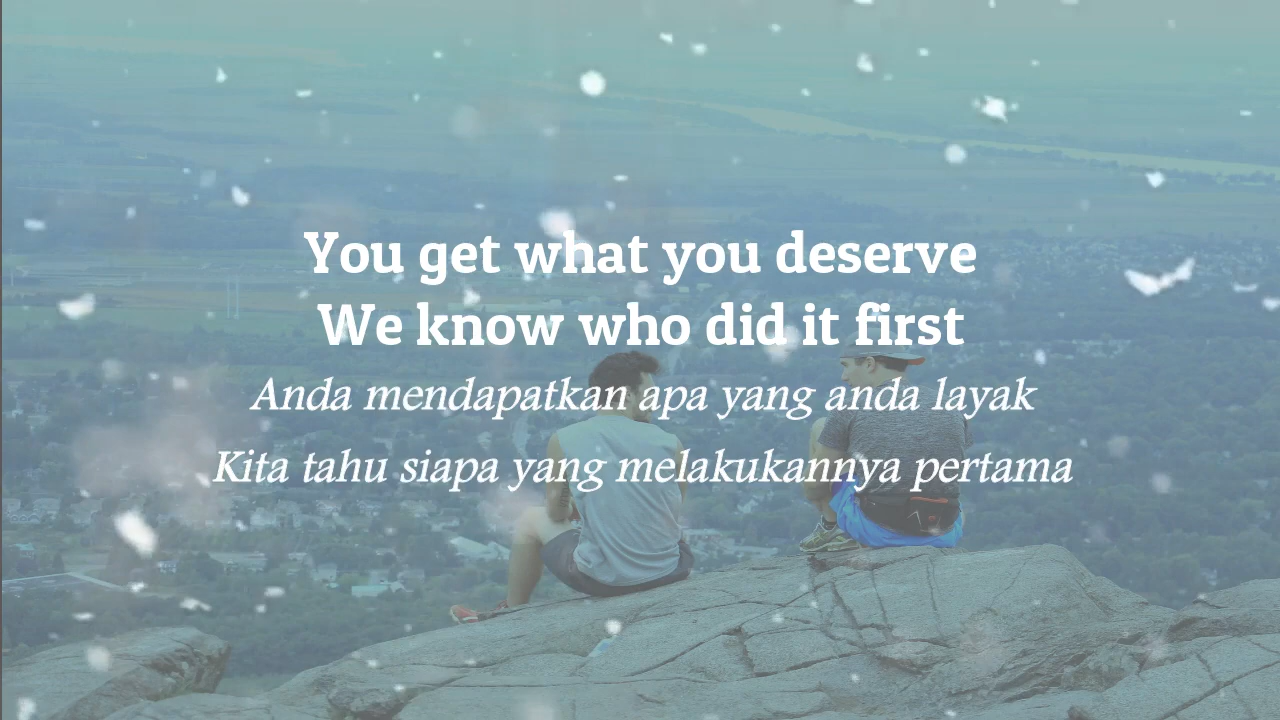 You get what you deserve
We know who did it first
Anda mendapatkan apa yang anda layak
Kita tahu siapa yang melakukannya pertama